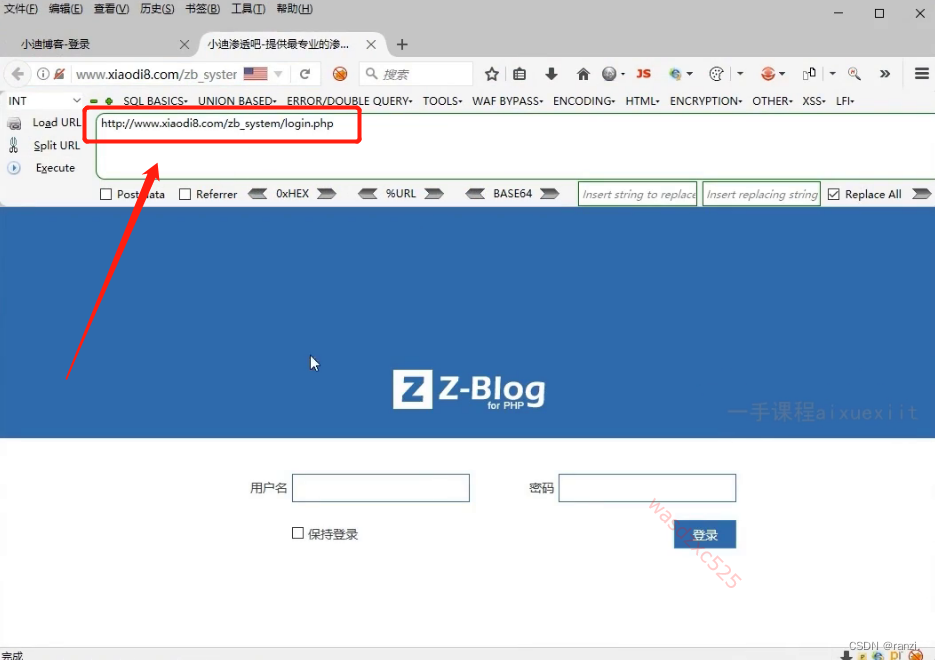 文件(F) 编辑(E) 查看(V) 历史(S) 书签(B) 工具(T) 帮助(H)
小迪博客-登录 小迪渗透吧-提供最专业的渗...
www.xiaodi8.com/zb_syster 搜索 JS
INT SQL BASICS UNION BASED ERROR/DOUBLE QUERY TOOLS WAF BYPASS ENCODING HTML ENCRYPTION OTHER XSS LFI
Load URL http://www.xiaodi8.com/zb_system/login.php
Split URL
Execute
Post data Referrer 0xHEX %URL BASE64 Insert string to replace Insert replacing string Replace All
Z Z-Blog
for PHP
一手课程aixuexiit
用户名 密码
保持登录 登录
CSDN @ranzi.
完成